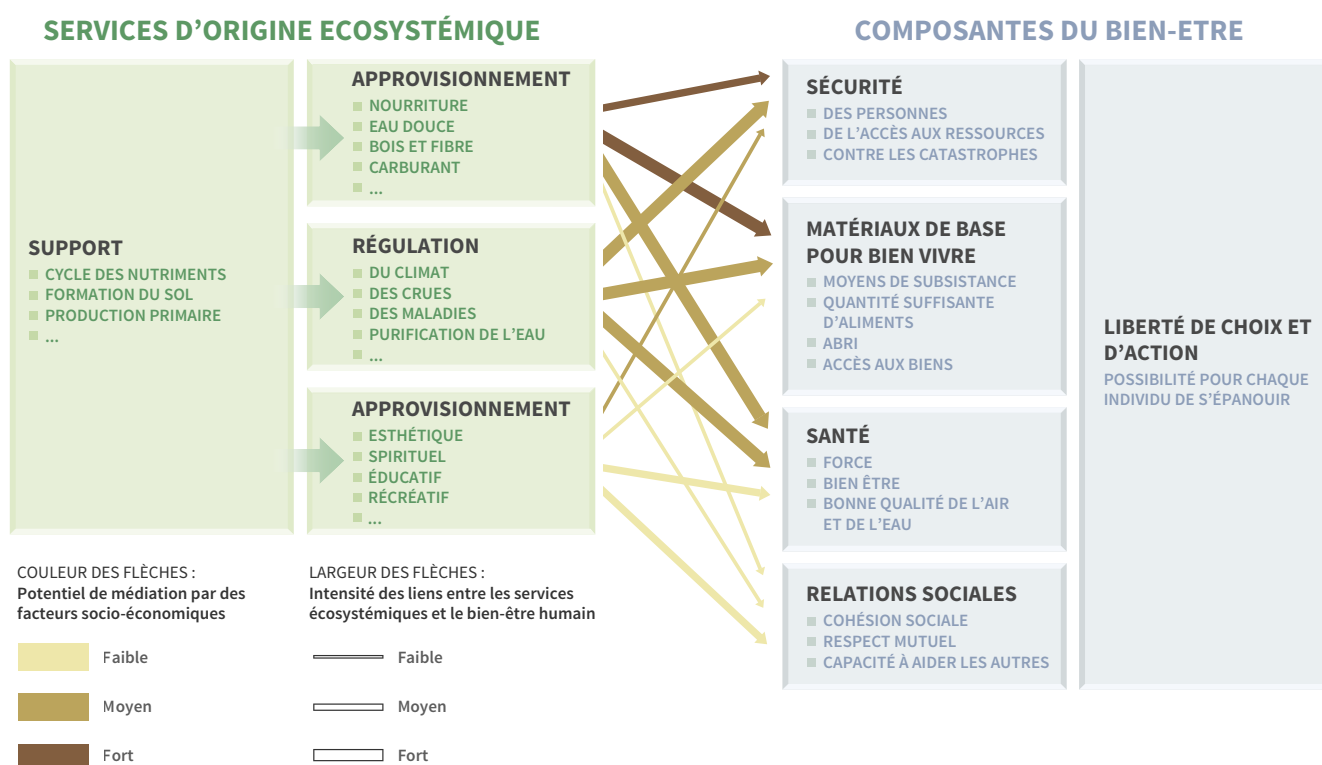 SERVICES D’ORIGINE ECOSYSTÉMIQUE
SUPPORT
CYCLE DES NUTRIMENTS
FORMATION DU SOL
PRODUCTION PRIMAIRE
...
APPROVISIONNEMENT
NOURRITURE
EAU DOUCE
BOIS ET FIBRE
CARBURANT
...
RÉGULATION
DU CLIMAT
DES CRUES
DES MALADIES
PURIFICATION DE L’EAU
...
APPROVISIONNEMENT
ESTHÉTIQUE
SPIRITUEL
ÉDUCATIF
RÉCRÉATIF
...
COMPOSANTES DU BIEN-ETRE
SÉCURITÉ
DES PERSONNES
DE L’ACCÈS AUX RESSOURCES
CONTRE LES CATASTROPHES
MATÉRIAUX DE BASE
POUR BIEN VIVRE
MOYENS DE SUBSISTANCE
QUANTITÉ SUFFISANTE
D’ALIMENTS
ABRI
ACCÈS AUX BIENS
SANTÉ
FORCE
BIEN ÊTRE
BONNE QUALITÉ DE L’AIR
ET DE L’EAU
RELATIONS SOCIALES
COHÉSION SOCIALE
RESPECT MUTUEL
CAPACITÉ À AIDER LES AUTRES
LIBERTÉ DE CHOIX ET
D’ACTION
POSSIBILITÉ POUR CHAQUE
INDIVIDU DE S’ÉPANOUIR
COULEUR DES FLÈCHES :
Potentiel de médiation par des
facteurs socio-économiques
Faible
Moyen
Fort
LARGEUR DES FLÈCHES :
Intensité des liens entre les services
écosystémiques et le bien-être humain
Faible
Moyen
Fort